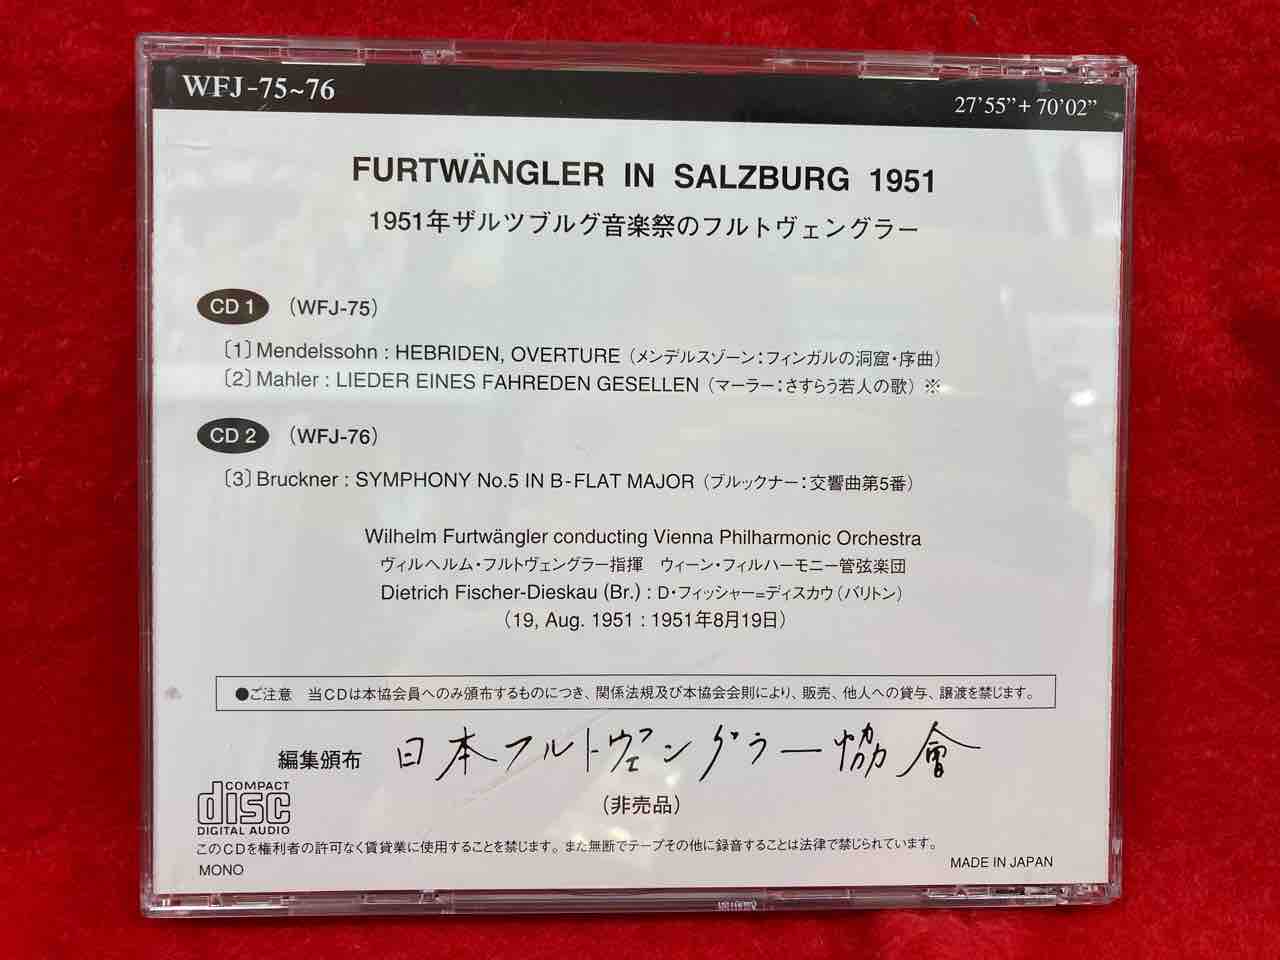 WFJ-75~76
27'55"+70'02"
FURTWÄNGLER IN SALZBURG 1951
1951年ザルツブルグ音楽祭のフルトヴェングラー
CD 1 (WFJ-75)
〔1〕Mendelssohn : HEBRIDEN, OVERTURE (メンデルスゾーン:フィンガルの洞窟・序曲)
〔2〕Mahler : LIEDER EINES FAHREDEN GESELLEN (マーラー:さすらう若人の歌) ※
CD 2 (WFJ-76)
〔3〕Bruckner : SYMPHONY No.5 IN B-FLAT MAJOR (ブルックナー:交響曲第5番)
Wilhelm Furtwängler conducting Vienna Philharmonic Orchestra
ヴィルヘルム・フルトヴェングラー指揮 ウィーン・フィルハーモニー管弦楽団
Dietrich Fischer-Dieskau (Br.) : D・フィッシャー=ディスカウ (バリトン)
(19, Aug. 1951 : 1951年8月19日)
●ご注意 当CDは本協会員へのみ頒布するものにつき、関係法規及び本協会会則により、販売、他人への貸与、譲渡を禁じます。
編集頒布 日本フルトヴェングラー協會
(非売品)
COMPACT
disc
DIGITAL AUDIO
このCDを権利者の許可なく賃貸業に使用することを禁じます。また無断でテープその他に録音することは法律で禁じられています。
MONO
MADE IN JAPAN